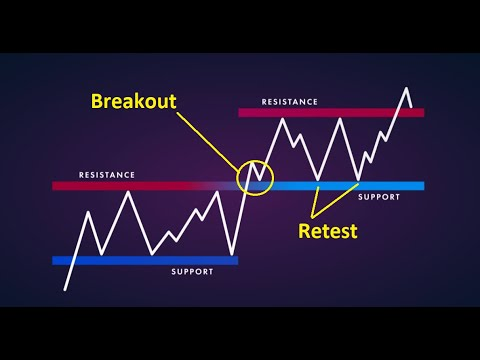 Breakout
RESISTANCE
RESISTANCE
SUPPORT
Retest
SUPPORT